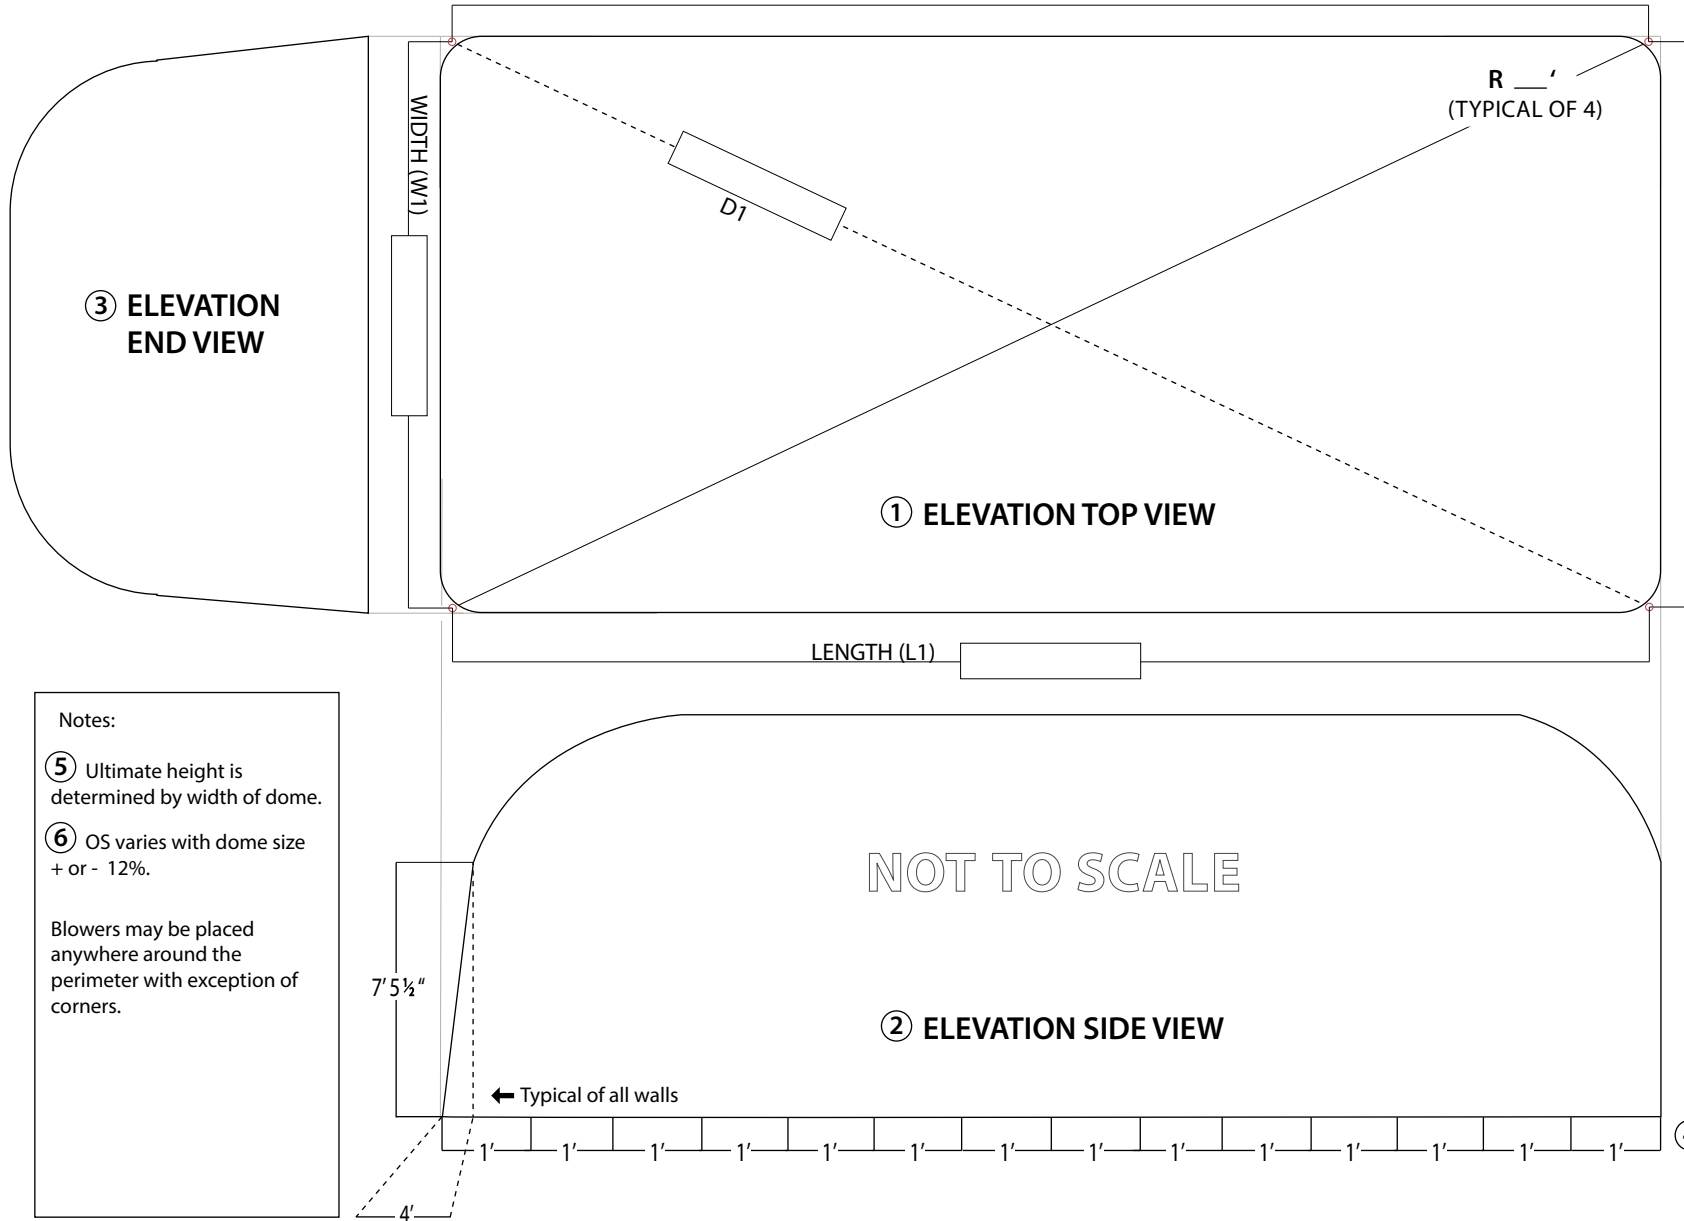 R ___ ‘
(TYPICAL OF 4)
WIDTH (W1)
D1
③ ELEVATION
END VIEW
① ELEVATION TOP VIEW
LENGTH (L1)
Notes:
⑤ Ultimate height is
determined by width of dome.
⑥ OS varies with dome size
+ or - 12%.
Blowers may be placed
anywhere around the
perimeter with exception of
corners.
NOT TO SCALE
7’ 5 ½ “
② ELEVATION SIDE VIEW
Typical of all walls
1’ 1’ 1’ 1’ 1’ 1’ 1’ 1’ 1’ 1’ 1’ 1’ 1’ 1’
4’